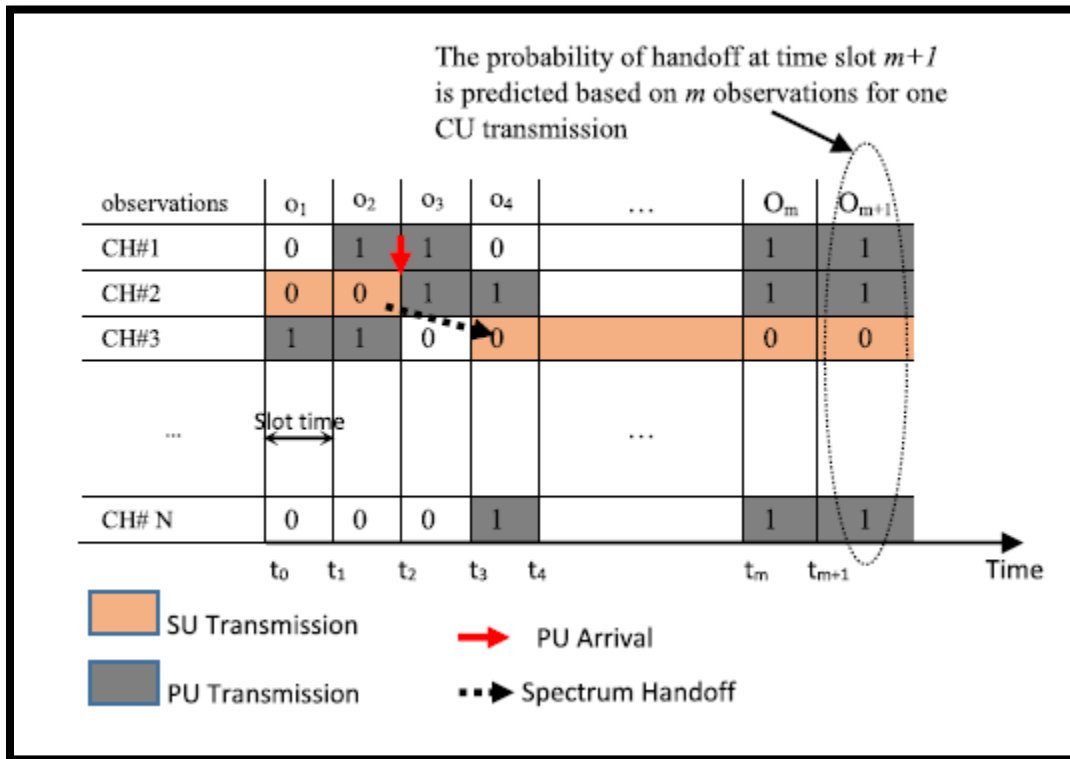 The probability of handoff at time slot m+1
is predicted based on m observations for one
CU transmission
observations o₁ o₂ o₃ o₄ ... Oₘ Oₘ₊₁
CH#1 0 1 1 0 1 1
CH#2 0 0 1 1 1 1
CH#3 1 1 0 0 0 0
Slot time
... ...
CH# N 0 0 0 1 1 1
t₀ t₁ t₂ t₃ t₄ tₘ tₘ₊₁ Time
SU Transmission PU Arrival
PU Transmission Spectrum Handoff